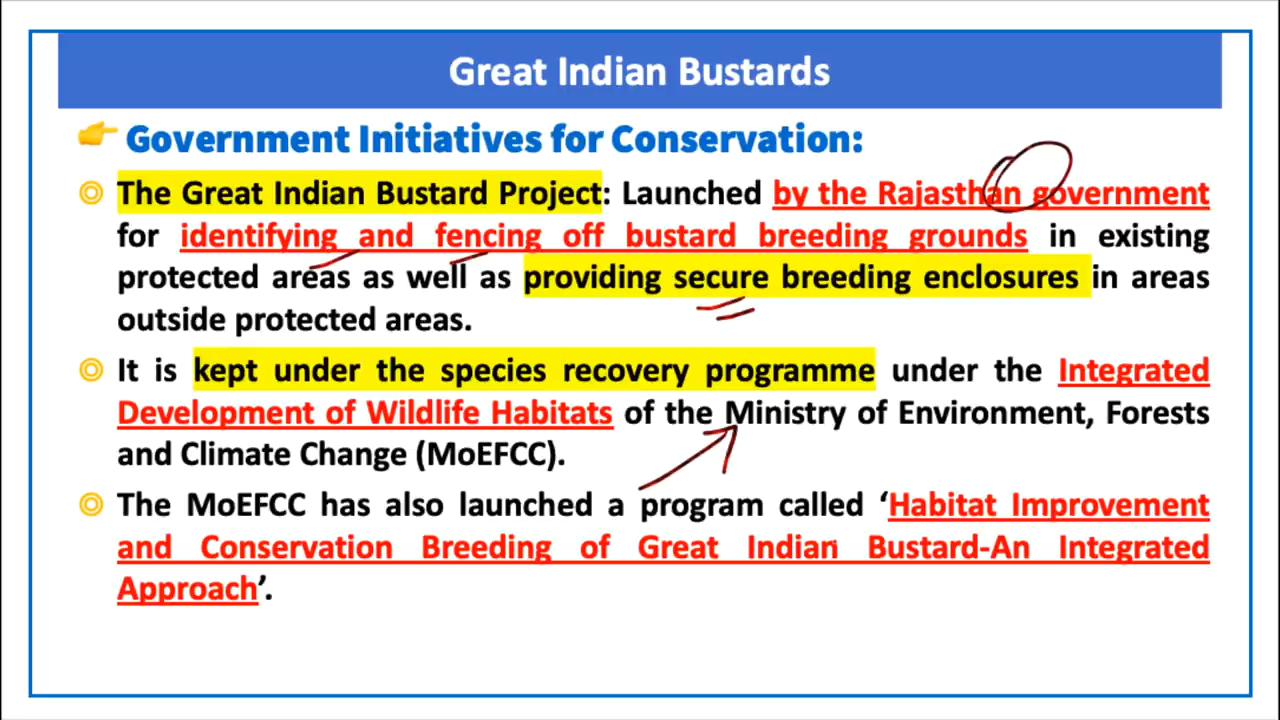 Great Indian Bustards
Government Initiatives for Conservation:
The Great Indian Bustard Project: Launched by the Rajasthan government
for identifying and fencing off bustard breeding grounds in existing
protected areas as well as providing secure breeding enclosures in areas
outside protected areas.
It is kept under the species recovery programme under the Integrated
Development of Wildlife Habitats of the Ministry of Environment, Forests
and Climate Change (MoEFCC).
The MoEFCC has also launched a program called ‘Habitat Improvement
and Conservation Breeding of Great Indian Bustard-An Integrated
Approach’.